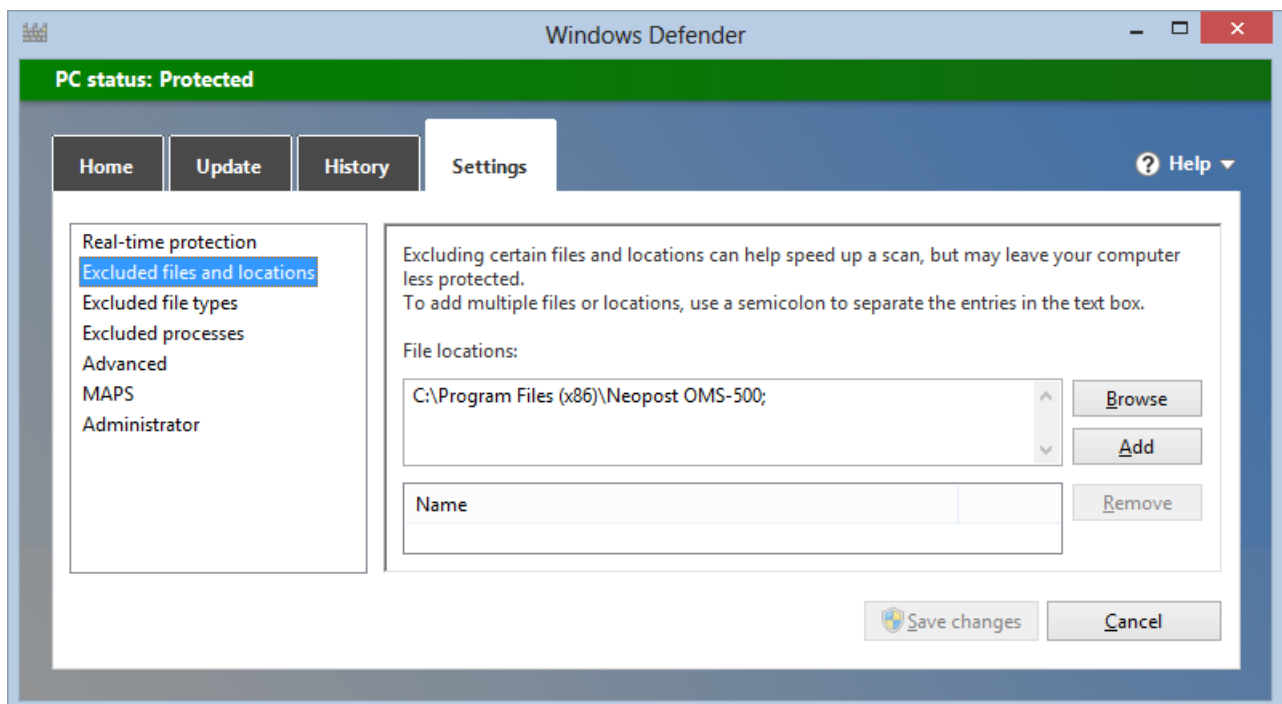 Windows Defender
PC status: Protected
Home
Update
History
Settings
Help
Real-time protection
Excluded files and locations
Excluded file types
Excluded processes
Advanced
MAPS
Administrator
Excluding certain files and locations can help speed up a scan, but may leave your computer
less protected.
To add multiple files or locations, use a semicolon to separate the entries in the text box.
File locations:
C:\Program Files (x86)\Neopost OMS-500;
Browse
Add
Name
Remove
Save changes
Cancel